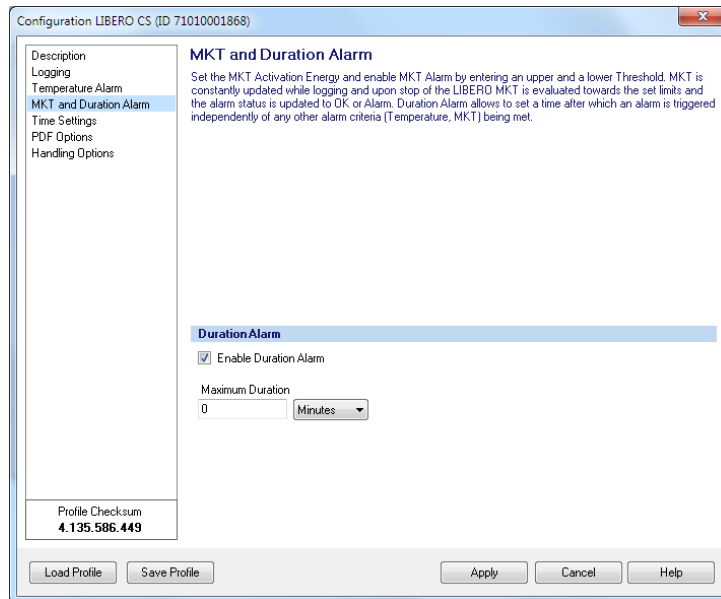 Configuration LIBERO CS (ID 71010001868)
Description
Logging
Temperature Alarm
MKT and Duration Alarm
Time Settings
PDF Options
Handling Options
Profile Checksum
4.135.586.449
MKT and Duration Alarm
Set the MKT Activation Energy and enable MKT Alarm by entering an upper and a lower Threshold. MKT is
constantly updated while logging and upon stop of the LIBERO MKT is evaluated towards the set limits and
the alarm status is updated to OK or Alarm. Duration Alarm allows to set a time after which an alarm is triggered
independently of any other alarm criteria (Temperature, MKT) being met.
Duration Alarm
Enable Duration Alarm
Maximum Duration
0 Minutes
Load Profile Save Profile Apply Cancel Help